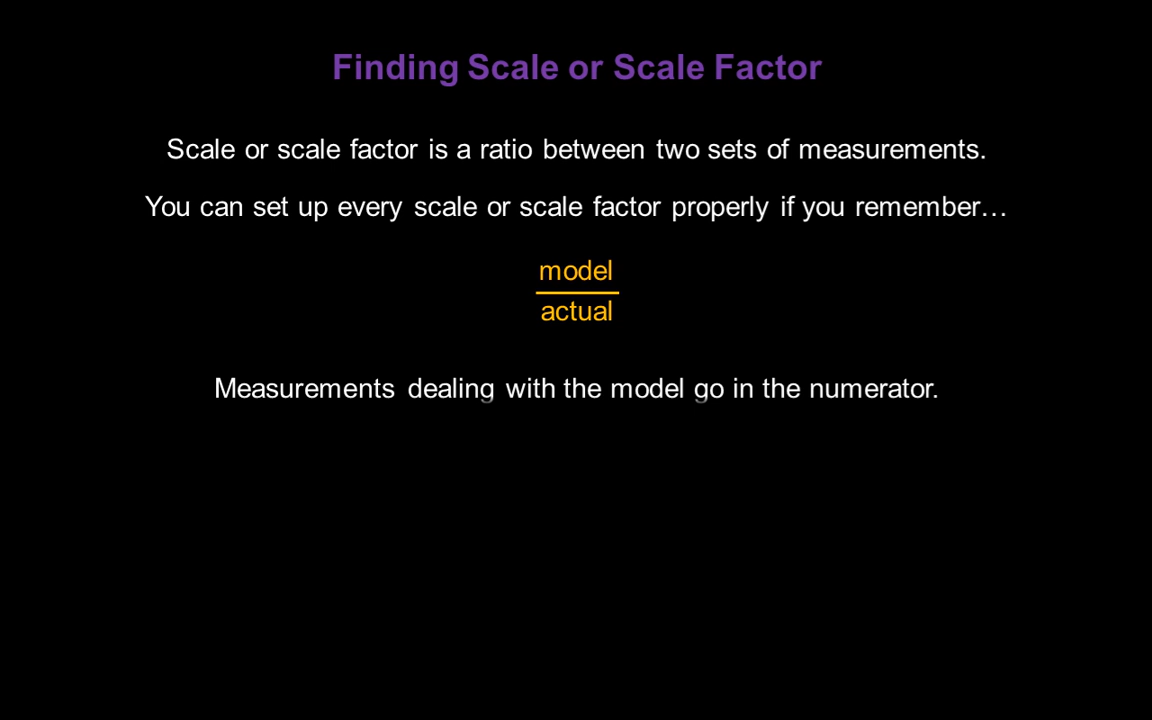 Finding Scale or Scale Factor
Scale or scale factor is a ratio between two sets of measurements.
You can set up every scale or scale factor properly if you remember…
model
actual
Measurements dealing with the model go in the numerator.